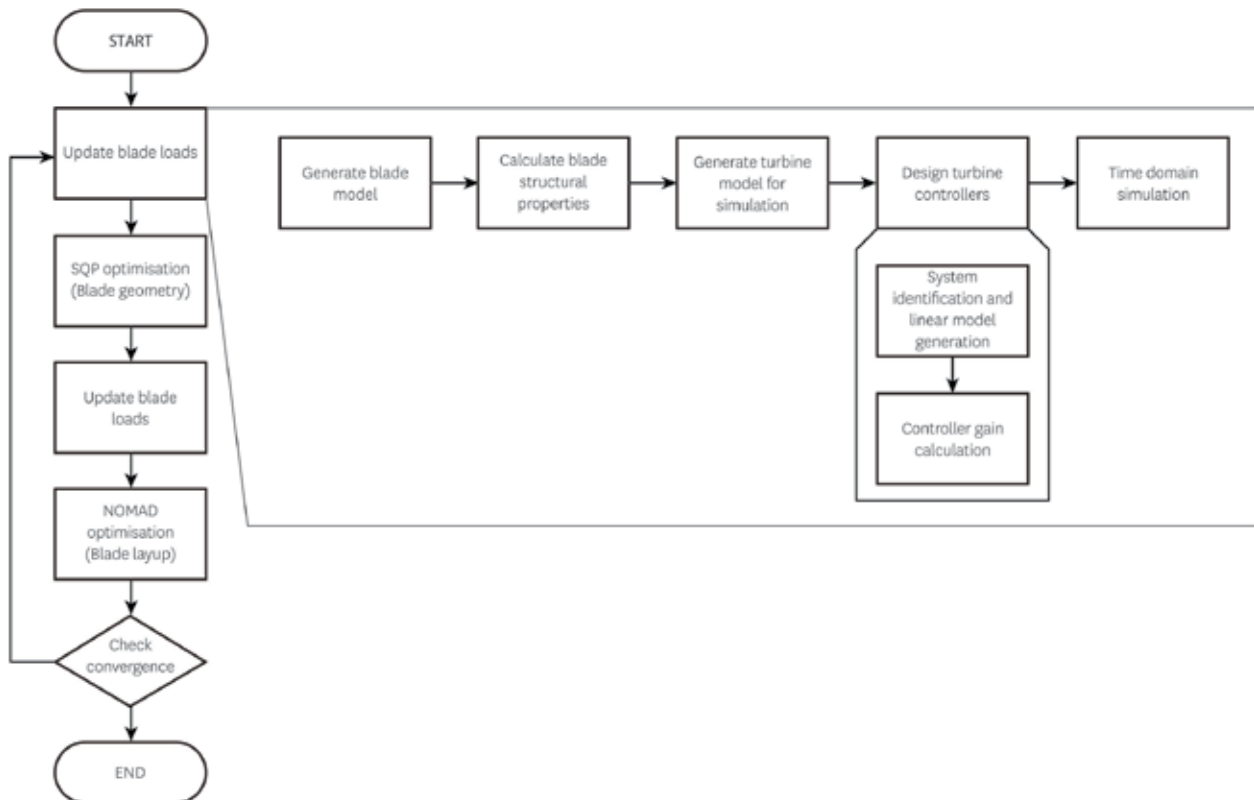 START
Update blade loads
SQP optimisation
(Blade geometry)
Update blade
loads
NOMAD
optimisation
(Blade layup)
Check
convergence
END
Generate blade
model
Calculate blade
structural
properties
Generate turbine
model for
simulation
Design turbine
controllers
System
identification and
linear model
generation
Controller gain
calculation
Time domain
simulation